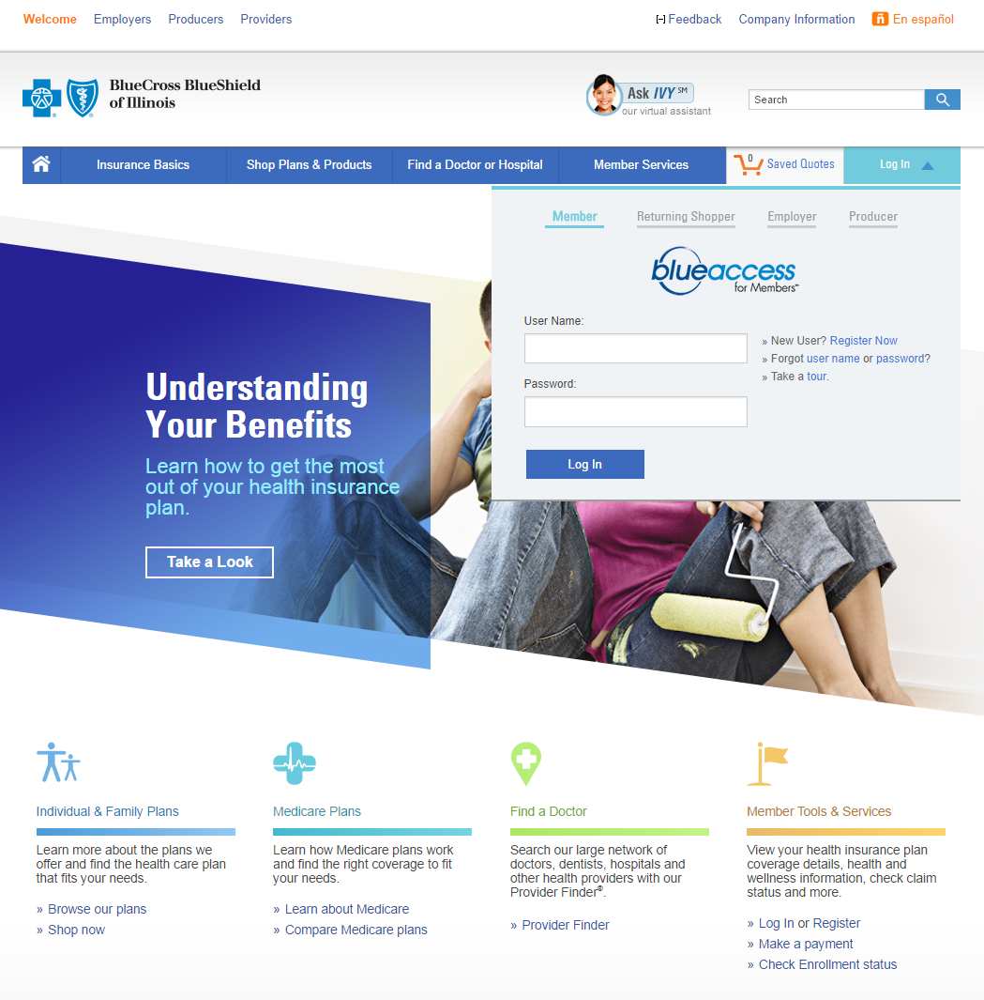 Welcome Employers Producers Providers
[-] Feedback Company Information ñ En español
BlueCross BlueShield
of Illinois
Ask IVY SM
our virtual assistant
Search
Insurance Basics Shop Plans & Products Find a Doctor or Hospital Member Services 0 Saved Quotes Log In
Member Returning Shopper Employer Producer
blueaccess
for Members℠
User Name:
» New User? Register Now
» Forgot user name or password?
» Take a tour.
Password:
Log In
Understanding
Your Benefits
Learn how to get the most
out of your health insurance
plan.
Take a Look
Individual & Family Plans
Learn more about the plans we
offer and find the health care plan
that fits your needs.
» Browse our plans
» Shop now
Medicare Plans
Learn how Medicare plans work
and find the right coverage to fit
your needs.
» Learn about Medicare
» Compare Medicare plans
Find a Doctor
Search our large network of
doctors, dentists, hospitals and
other health providers with our
Provider Finder®.
» Provider Finder
Member Tools & Services
View your health insurance plan
coverage details, health and
wellness information, check claim
status and more.
» Log In or Register
» Make a payment
» Check Enrollment status